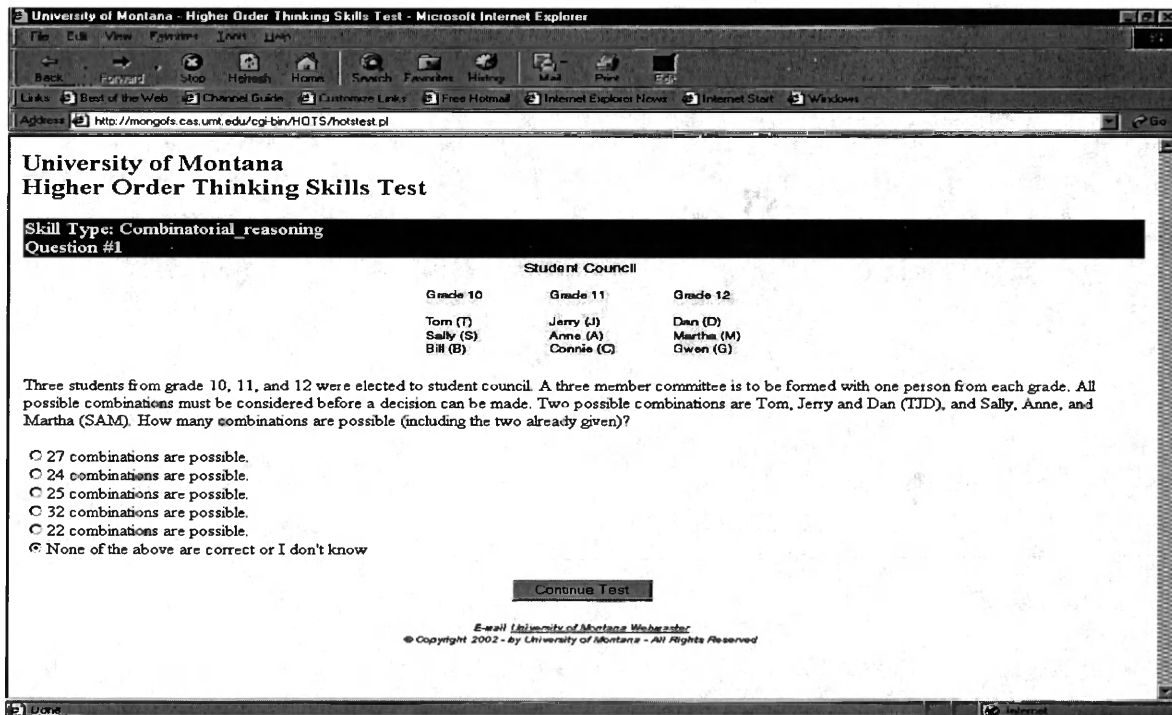 University of Montana - Higher Order Thinking Skills Test - Microsoft Internet Explorer
File Edit View Favorites Tools Help
Back Forward Stop Refresh Home Search Favorites History Mail Print Edit
Links Best of the Web Channel Guide Customize Links Free Hotmail Internet Explorer News Internet Start Windows
Address http://mongofs.cas.umt.edu/cgi-bin/HOTS/hotstest.pl Go
University of Montana
Higher Order Thinking Skills Test
Skill Type: Combinatorial_reasoning
Question #1
Student Council
Grade 10 Grade 11 Grade 12
Tom (T) Jerry (J) Dan (D)
Sally (S) Anne (A) Martha (M)
Bill (B) Connie (C) Gwen (G)
Three students from grade 10, 11, and 12 were elected to student council. A three member committee is to be formed with one person from each grade. All
possible combinations must be considered before a decision can be made. Two possible combinations are Tom, Jerry and Dan (TJD), and Sally, Anne, and
Martha (SAM). How many combinations are possible (including the two already given)?
27 combinations are possible.
24 combinations are possible.
25 combinations are possible.
32 combinations are possible.
22 combinations are possible.
None of the above are correct or I don't know
Continue Test
E-mail University of Montana Webmaster
© Copyright 2002 - by University of Montana - All Rights Reserved
Done Internet